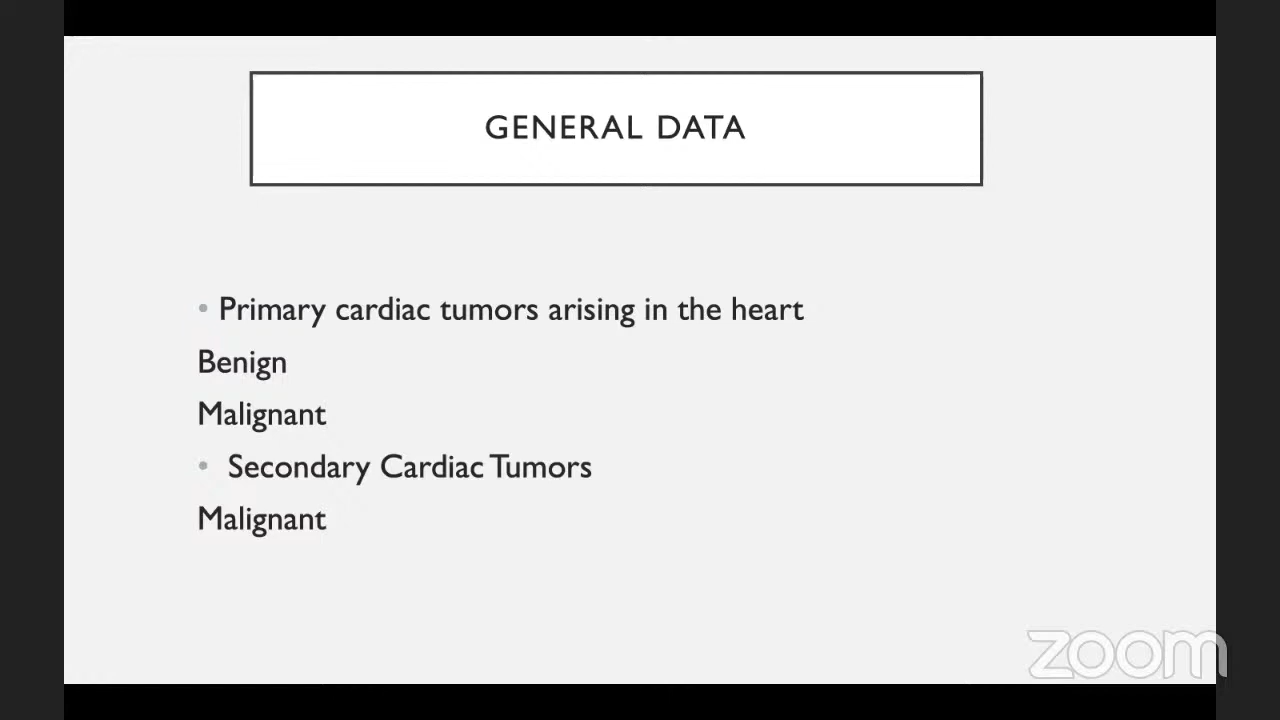 GENERAL DATA
• Primary cardiac tumors arising in the heart
Benign
Malignant
• Secondary Cardiac Tumors
Malignant
zoom